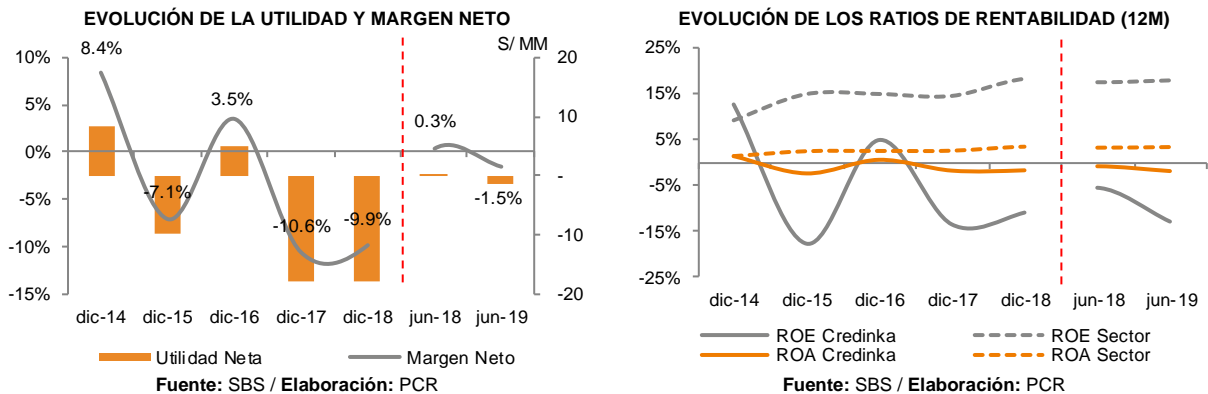 EVOLUCIÓN DE LA UTILIDAD Y MARGEN NETO
S/ MM
10%
5%
0%
-5%
-10%
-15%
20
10
-
-10
-20
8.4%
-7.1%
3.5%
-10.6%
-9.9%
0.3%
-1.5%
dic-14 dic-15 dic-16 dic-17 dic-18 jun-18 jun-19
Utilidad Neta Margen Neto
Fuente: SBS / Elaboración: PCR
EVOLUCIÓN DE LOS RATIOS DE RENTABILIDAD (12M)
25%
15%
5%
-5%
-15%
-25%
dic-14 dic-15 dic-16 dic-17 dic-18 jun-18 jun-19
ROE Credinka ROE Sector
ROA Credinka ROA Sector
Fuente: SBS / Elaboración: PCR